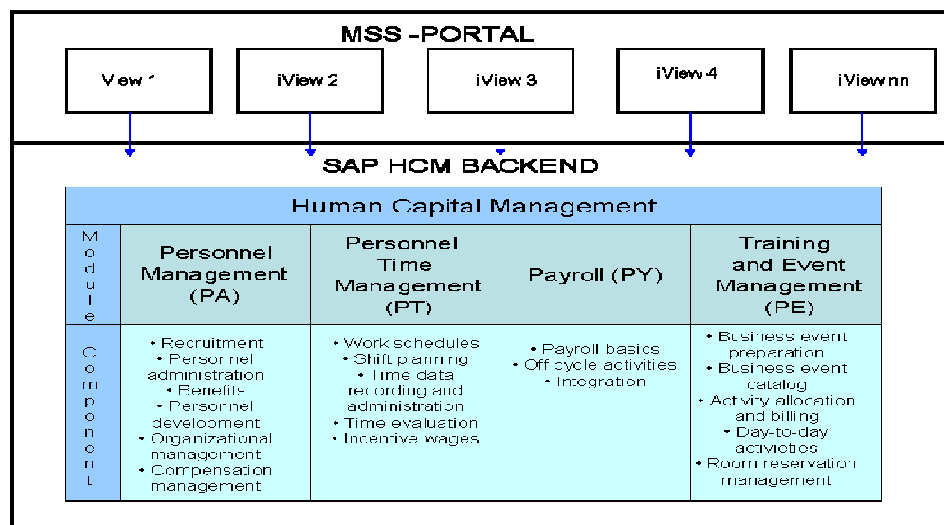 MSS -PORTAL
View 1
iView 2
iView 3
iView 4
iView nn
SAP HCM BACKEND
Human Capital Management
Module
Personnel
Management
(PA)
Personnel
Time
Management
(PT)
Payroll (PY)
Training
and Event
Management
(PE)
Component
• Recruitment
• Personnel
administration
• Benefits
• Personnel
development
• Organizational
management
• Compensation
management
• Work schedules
• Shift planning
• Time data
recording and
administration
• Time evaluation
• Incentive wages
• Payroll basics
• Off cycle activities
• Integration
• Business event
preparation
• Business event
catalog
• Activity allocation
and billing
• Day-to-day
activities
• Room reservation
management